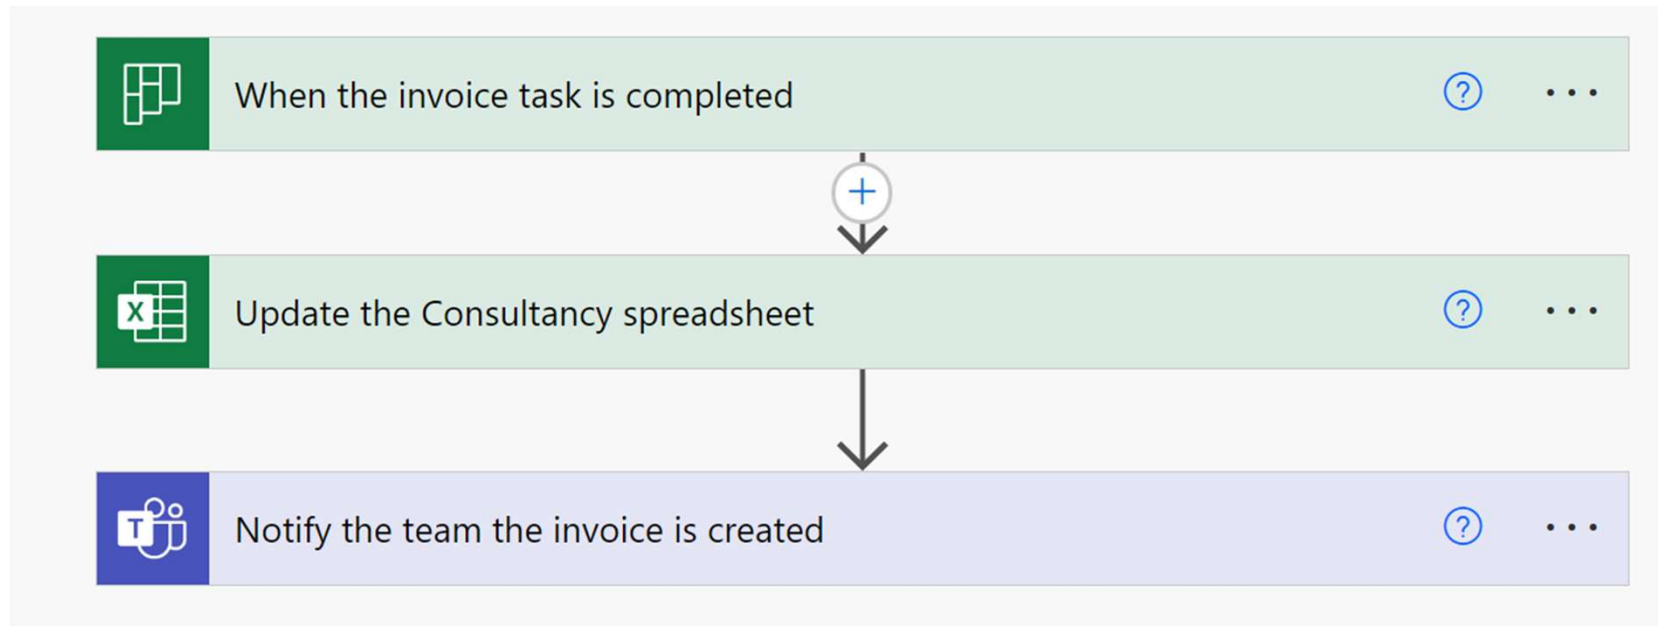 When the invoice task is completed
?
Update the Consultancy spreadsheet
X
?
Notify the team the invoice is created
T
?